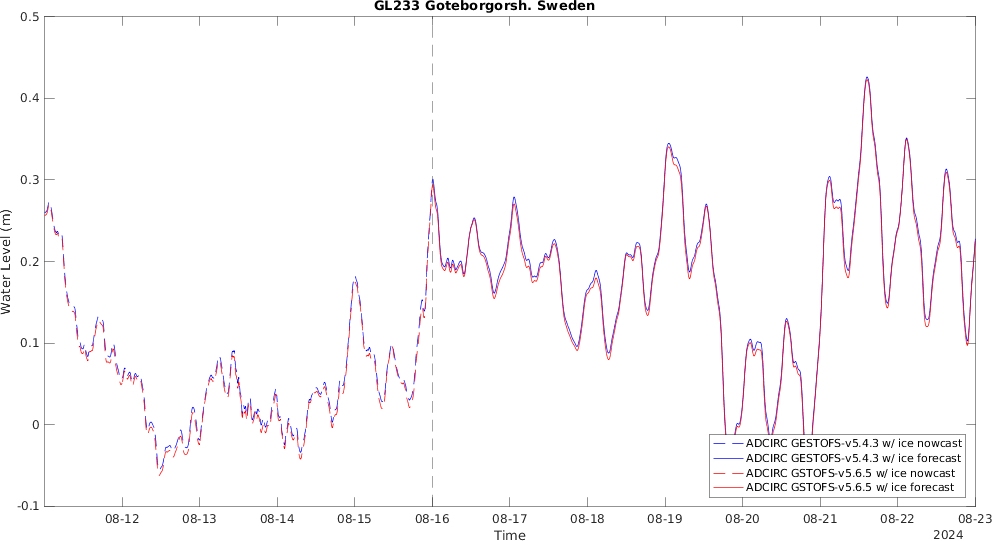 GL233 Goteborgorsh. Sweden
0.5
0.4
0.3
0.2
0.1
0
-0.1
Water Level (m)
ADCIRC GESTOFS-v5.4.3 w/ ice nowcast
ADCIRC GESTOFS-v5.4.3 w/ ice forecast
ADCIRC GSTOFS-v5.6.5 w/ ice nowcast
ADCIRC GSTOFS-v5.6.5 w/ ice forecast
08-12 08-13 08-14 08-15 08-16 08-17 08-18 08-19 08-20 08-21 08-22 08-23
Time
2024